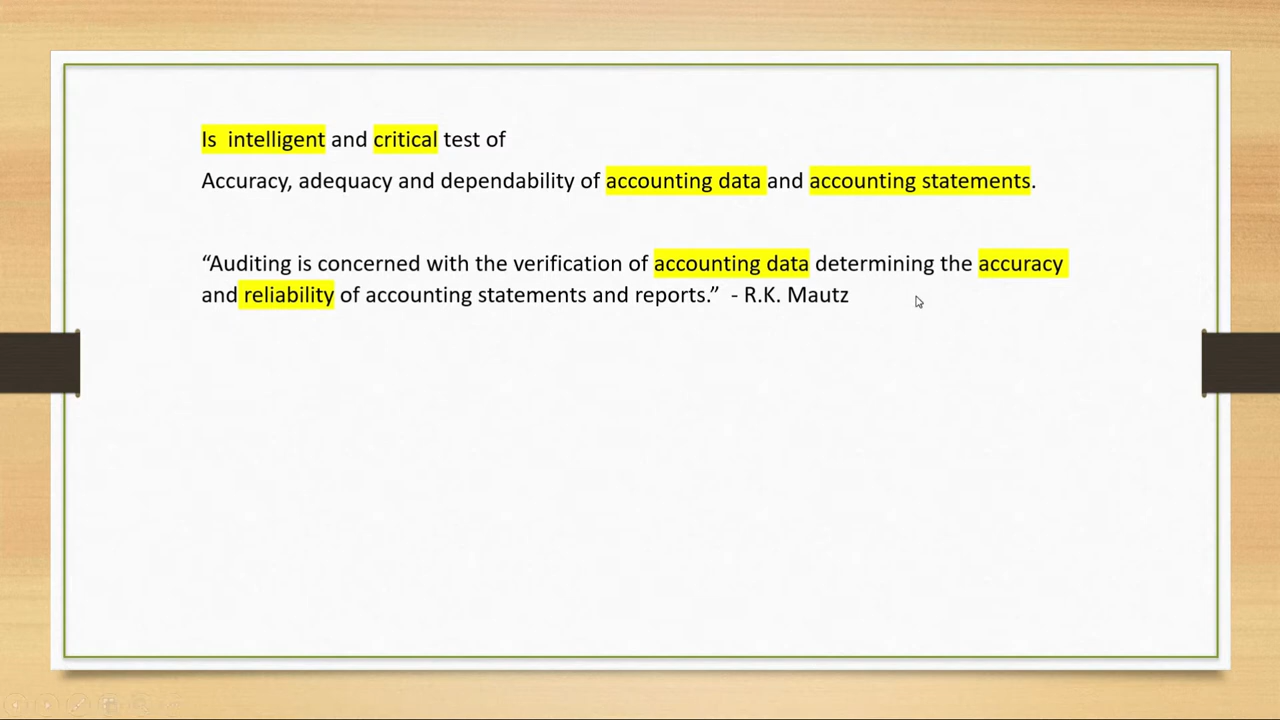 Is  intelligent and critical test of
Accuracy, adequacy and dependability of accounting data and accounting statements.
“Auditing is concerned with the verification of accounting data determining the accuracy
and reliability of accounting statements and reports.”  - R.K. Mautz